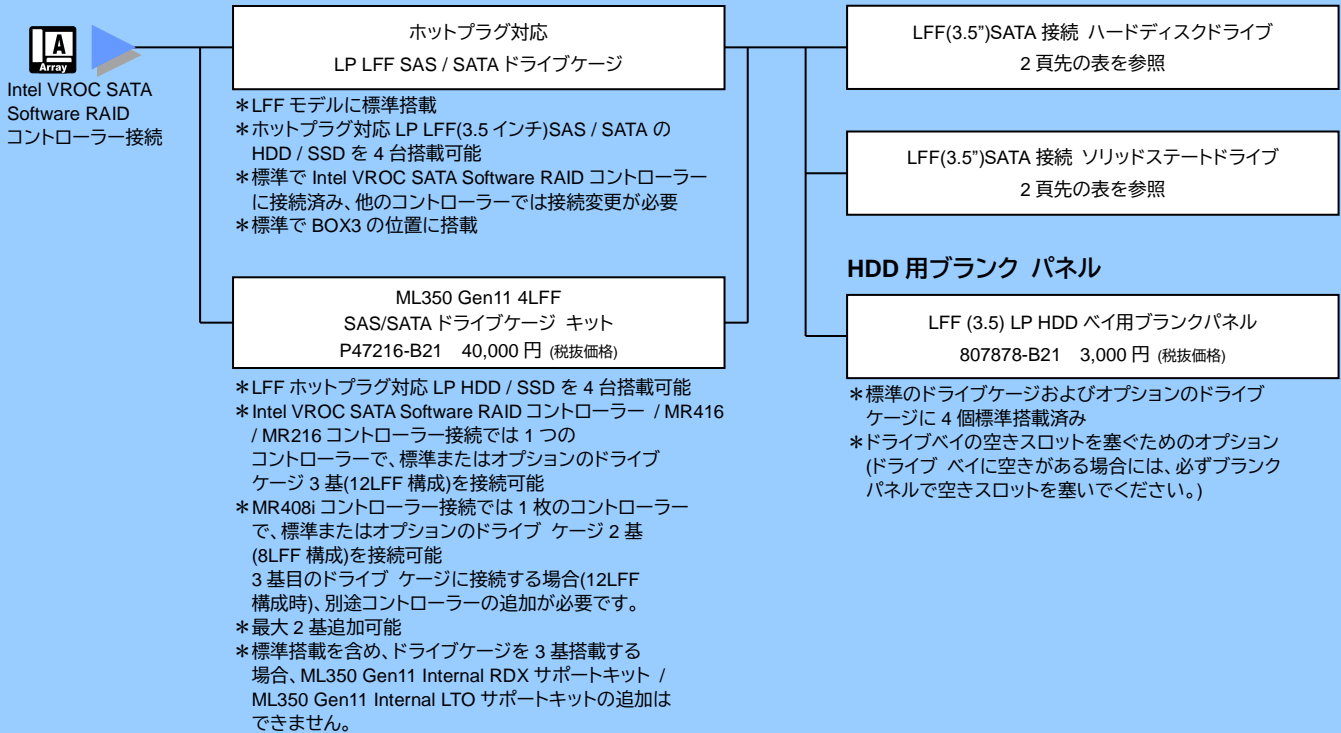 A
Array
Intel VROC SATA
Software RAID
コントローラー接続
ホットプラグ対応
LP LFF SAS / SATA ドライブケージ
＊LFF モデルに標準搭載
＊ホットプラグ対応 LP LFF(3.5 インチ)SAS / SATA の
HDD / SSD を 4 台搭載可能
＊標準で Intel VROC SATA Software RAID コントローラー
に接続済み、他のコントローラーでは接続変更が必要
＊標準で BOX3 の位置に搭載
ML350 Gen11 4LFF
SAS/SATA ドライブケージ キット
P47216-B21 40,000 円 (税抜価格)
＊LFF ホットプラグ対応 LP HDD / SSD を 4 台搭載可能
＊Intel VROC SATA Software RAID コントローラー / MR416
/ MR216 コントローラー接続では 1 つの
コントローラーで、標準またはオプションのドライブ
ケージ 3 基(12LFF 構成)を接続可能
＊MR408i コントローラー接続では 1 枚のコントローラー
で、標準またはオプションのドライブ ケージ 2 基
(8LFF 構成)を接続可能
3 基目のドライブ ケージに接続する場合(12LFF
構成時)、別途コントローラーの追加が必要です。
＊最大 2 基追加可能
＊標準搭載を含め、ドライブケージを 3 基搭載する
場合、ML350 Gen11 Internal RDX サポートキット /
ML350 Gen11 Internal LTO サポートキットの追加は
できません。
LFF(3.5”)SATA 接続 ハードディスクドライブ
2 頁先の表を参照
LFF(3.5”)SATA 接続 ソリッドステートドライブ
2 頁先の表を参照
HDD 用ブランク パネル
LFF (3.5) LP HDD ベイ用ブランクパネル
807878-B21 3,000 円 (税抜価格)
＊標準のドライブケージおよびオプションのドライブ
ケージに 4 個標準搭載済み
＊ドライブベイの空きスロットを塞ぐためのオプション
(ドライブ ベイに空きがある場合には、必ずブランク
パネルで空きスロットを塞いでください。)